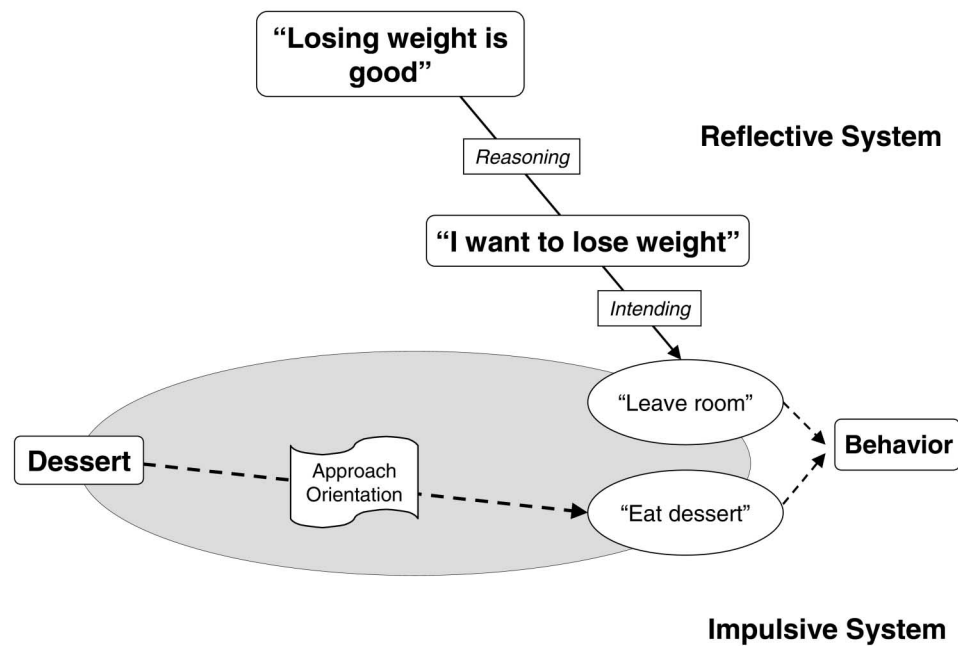 “Losing weight is
good”
Reasoning
Reflective System
“I want to lose weight”
Intending
“Leave room”
Dessert
Approach
Orientation
Behavior
“Eat dessert”
Impulsive System